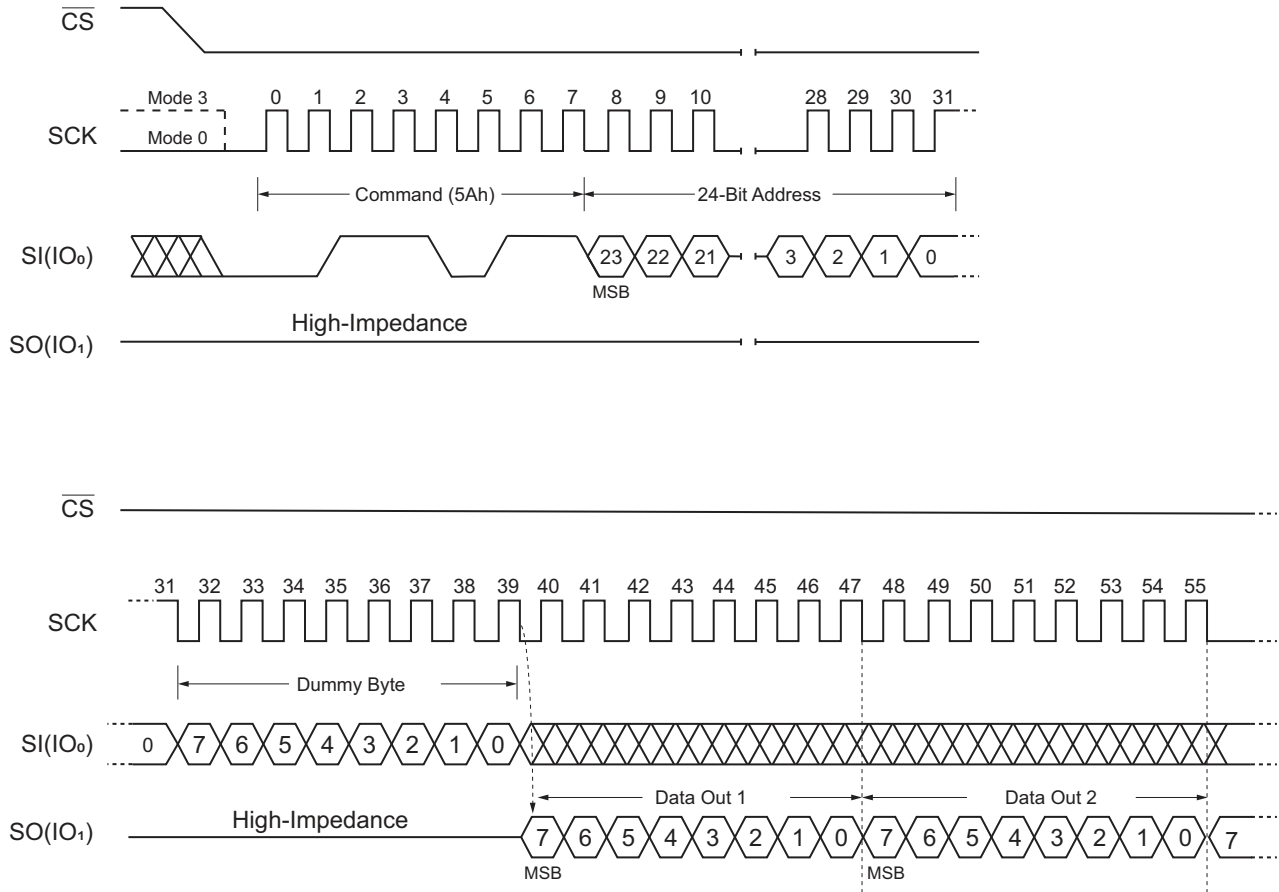 CS
Mode 3
0 1 2 3 4 5 6 7 8 9 10 28 29 30 31
SCK
Mode 0
Command (5Ah) 24-Bit Address
SI(IO₀)
23 22 21 3 2 1 0
MSB
High-Impedance
SO(IO₁)
CS
31 32 33 34 35 36 37 38 39 40 41 42 43 44 45 46 47 48 49 50 51 52 53 54 55
SCK
Dummy Byte
SI(IO₀)
0 7 6 5 4 3 2 1 0
Data Out 1 Data Out 2
High-Impedance
SO(IO₁)
7 6 5 4 3 2 1 0 7 6 5 4 3 2 1 0 7
MSB MSB